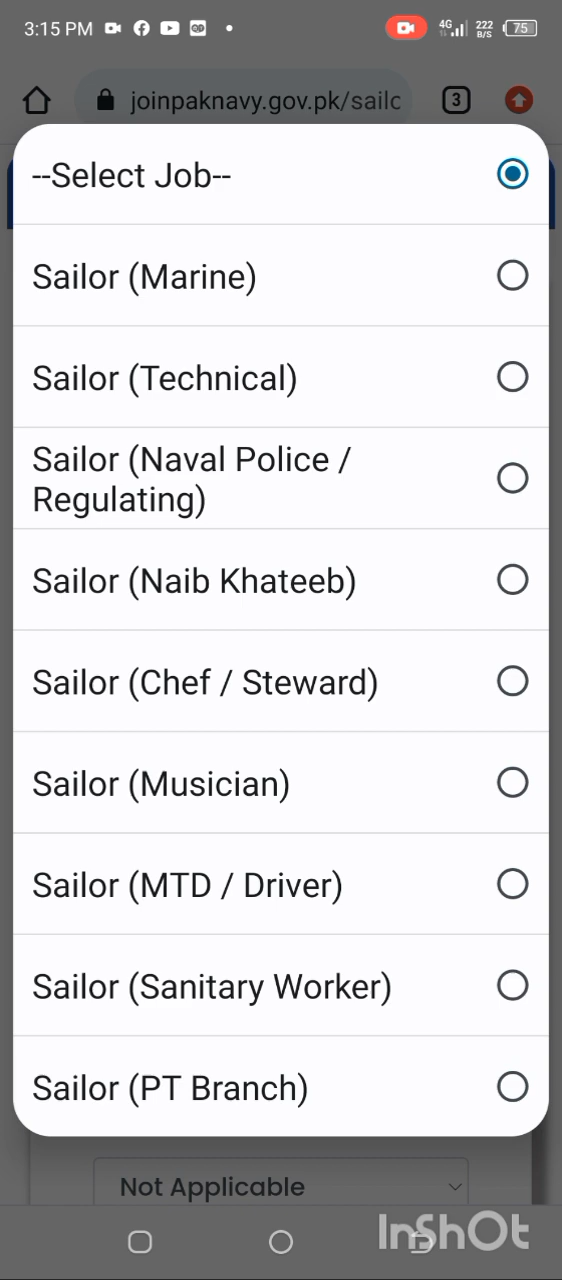 3:15 PM
4G
222
B/S
75
joinpaknavy.gov.pk/sailc
3
--Select Job--
Sailor (Marine)
Sailor (Technical)
Sailor (Naval Police /
Regulating)
Sailor (Naib Khateeb)
Sailor (Chef / Steward)
Sailor (Musician)
Sailor (MTD / Driver)
Sailor (Sanitary Worker)
Sailor (PT Branch)
Not Applicable
InShOt